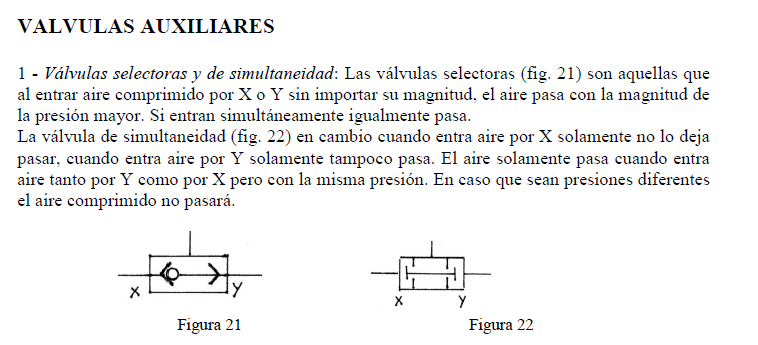 VALVULAS AUXILIARES
1 - Válvulas selectoras y de simultaneidad: Las válvulas selectoras (fig. 21) son aquellas que
al entrar aire comprimido por X o Y sin importar su magnitud, el aire pasa con la magnitud de
la presión mayor. Si entran simultáneamente igualmente pasa.
La válvula de simultaneidad (fig. 22) en cambio cuando entra aire por X solamente no lo deja
pasar, cuando entra aire por Y solamente tampoco pasa. El aire solamente pasa cuando entra
aire tanto por Y como por X pero con la misma presión. En caso que sean presiones diferentes
el aire comprimido no pasará.
X Y
X Y
Figura 21
Figura 22